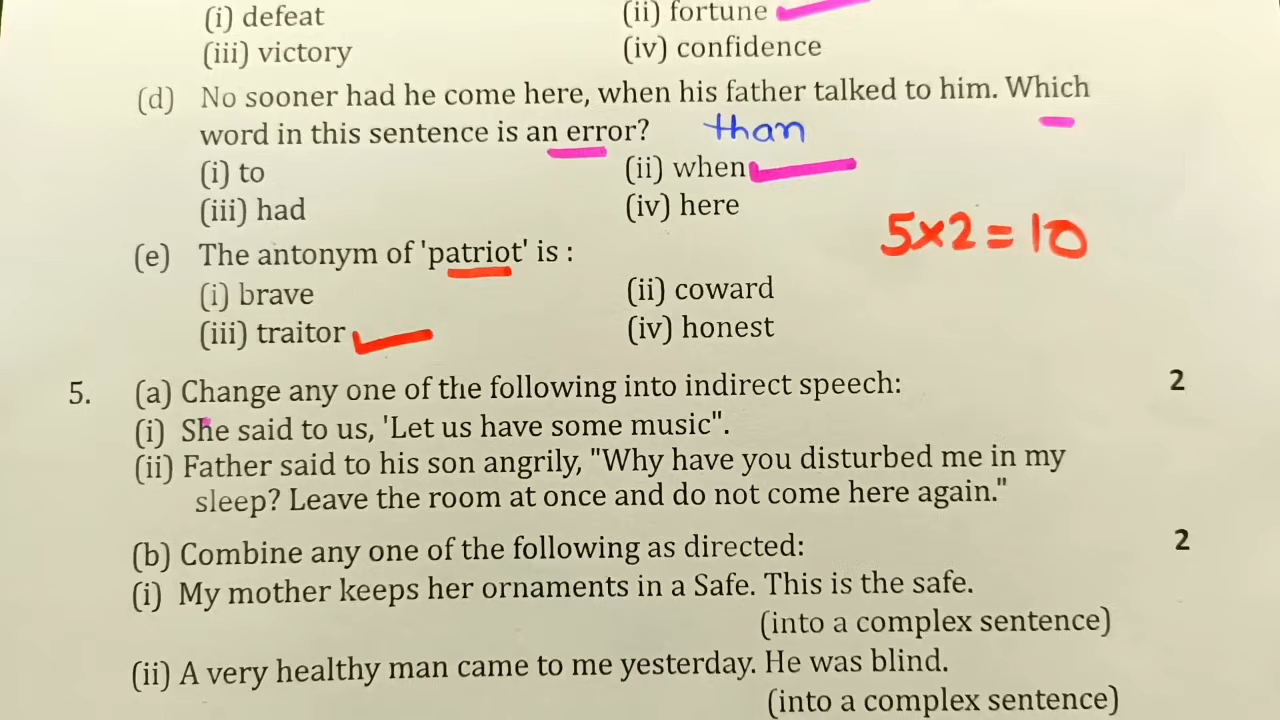 (i) defeat (ii) fortune
(iii) victory (iv) confidence
(d) No sooner had he come here, when his father talked to him. Which
word in this sentence is an error? than
(i) to (ii) when
(iii) had (iv) here
5×2=10
(e) The antonym of 'patriot' is :
(i) brave (ii) coward
(iii) traitor (iv) honest
5. (a) Change any one of the following into indirect speech: 2
(i) She said to us, 'Let us have some music".
(ii) Father said to his son angrily, "Why have you disturbed me in my
sleep? Leave the room at once and do not come here again."
(b) Combine any one of the following as directed: 2
(i) My mother keeps her ornaments in a Safe. This is the safe.
(into a complex sentence)
(ii) A very healthy man came to me yesterday. He was blind.
(into a complex sentence)